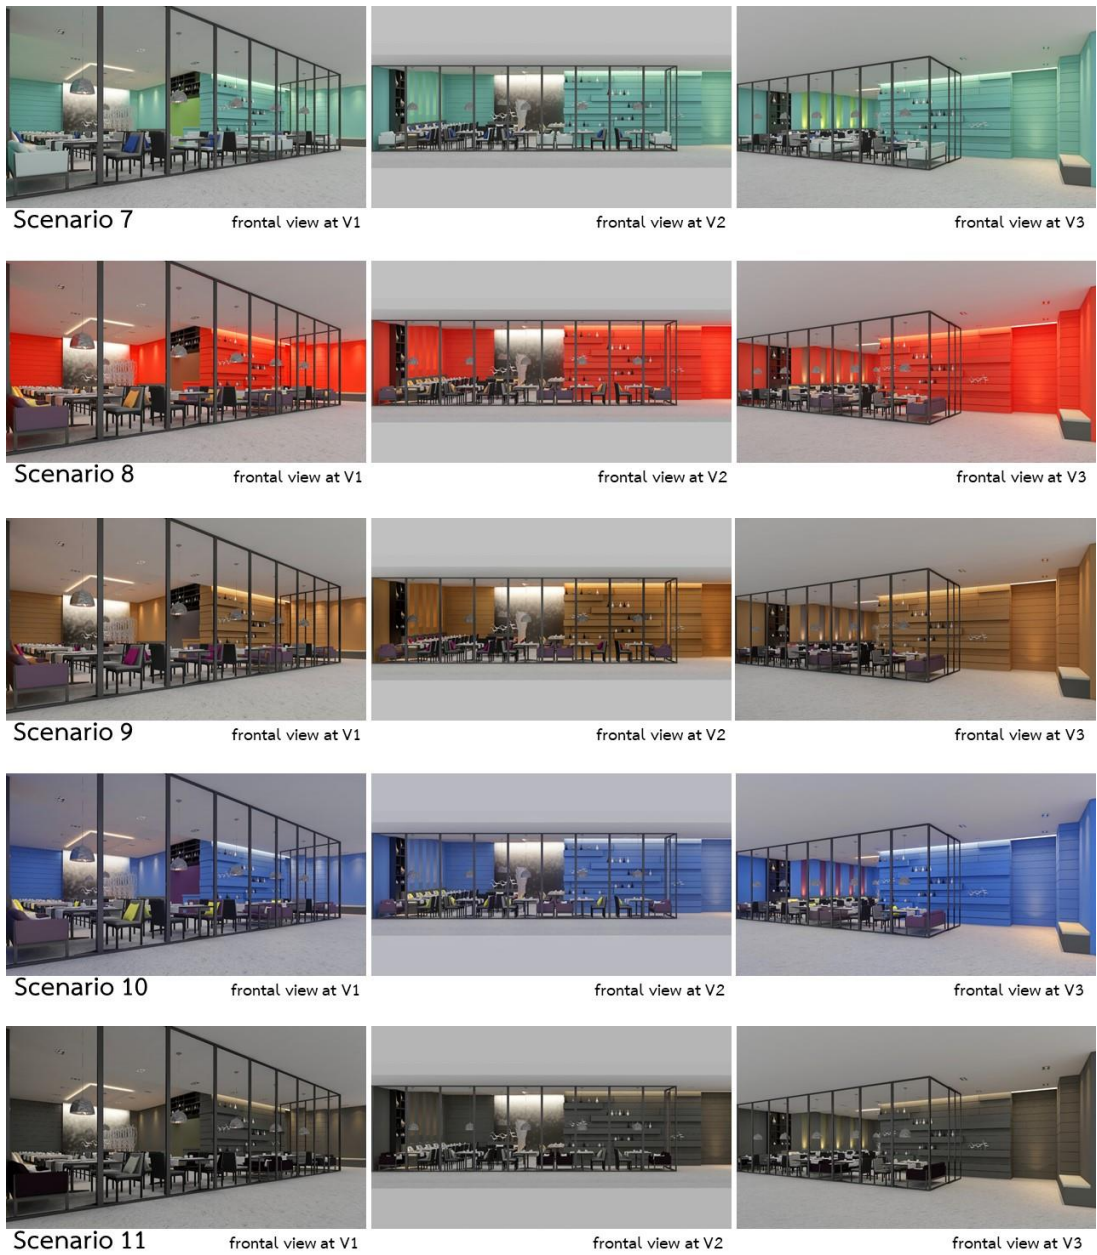 Scenario 7 frontal view at V1 frontal view at V2 frontal view at V3
Scenario 8 frontal view at V1 frontal view at V2 frontal view at V3
Scenario 9 frontal view at V1 frontal view at V2 frontal view at V3
Scenario 10 frontal view at V1 frontal view at V2 frontal view at V3
Scenario 11 frontal view at V1 frontal view at V2 frontal view at V3